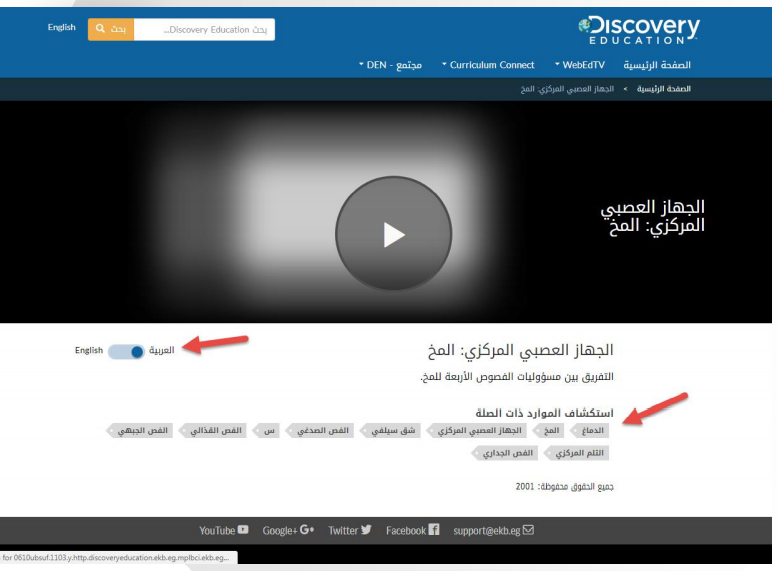 English
بحث
بحث Discovery Education...
Discovery
EDUCATION
الصفحة الرئيسية WebEdTV Curriculum Connect مجتمع - DEN
الصفحة الرئيسية > الجهاز العصبي المركزي: المخ
الجهاز العصبي
المركزي: المخ
English العربية
الجهاز العصبي المركزي: المخ
التفريق بين مسؤوليات الفصوص الأربعة للمخ.
استكشاف الموارد ذات الصلة
الدماغ المخ الجهاز العصبي المركزي شق سيلفي الفص الصدغي س الفص القذالي الفص الجبهي
الثلم المركزي الفص الجداري
جميع الحقوق محفوظة: 2001
YouTube Google+ Twitter Facebook support@ekb.eg
for 0610ubsuf.1103.y.http.discoveryeducation.ekb.eg.mplbci.ekb.eg...